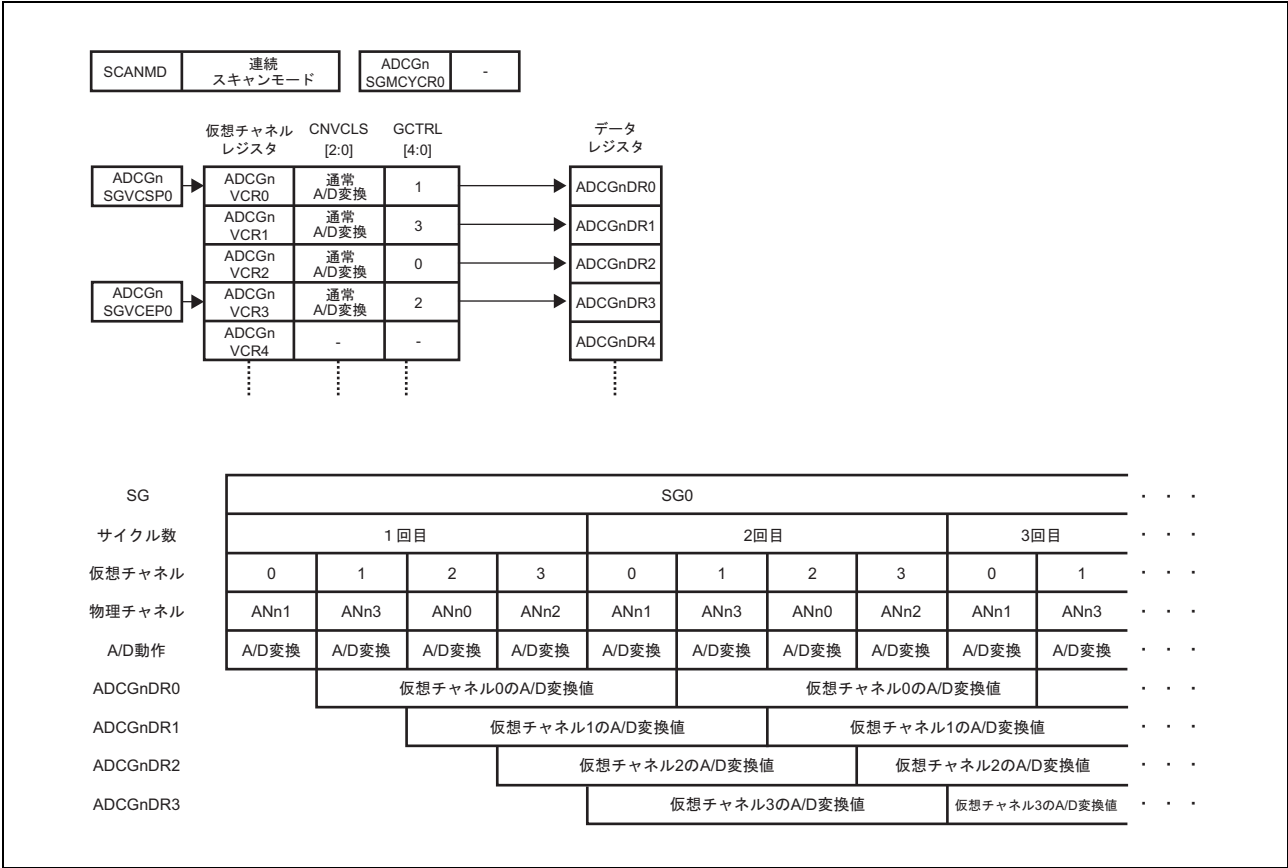 SCANMD 連続 スキャンモード ADCGn SGMCYCR0 -
仮想チャネル レジスタ CNVCLS [2:0] GCTRL [4:0] データ レジスタ
ADCGn SGVCSP0 ADCGn VCR0 通常 A/D変換 1 ADCGnDR0
ADCGn VCR1 通常 A/D変換 3 ADCGnDR1
ADCGn VCR2 通常 A/D変換 0 ADCGnDR2
ADCGn SGVCEP0 ADCGn VCR3 通常 A/D変換 2 ADCGnDR3
ADCGn VCR4 - - ADCGnDR4
SG SG0 ・ ・ ・
サイクル数 1回目 2回目 3回目 ・ ・ ・
仮想チャネル 0 1 2 3 0 1 2 3 0 1 ・ ・ ・
物理チャネル ANn1 ANn3 ANn0 ANn2 ANn1 ANn3 ANn0 ANn2 ANn1 ANn3 ・ ・ ・
A/D動作 A/D変換 A/D変換 A/D変換 A/D変換 A/D変換 A/D変換 A/D変換 A/D変換 A/D変換 A/D変換 ・ ・ ・
ADCGnDR0 仮想チャネル0のA/D変換値 仮想チャネル0のA/D変換値 ・ ・ ・
ADCGnDR1 仮想チャネル1のA/D変換値 仮想チャネル1のA/D変換値 ・ ・ ・
ADCGnDR2 仮想チャネル2のA/D変換値 仮想チャネル2のA/D変換値 ・ ・ ・
ADCGnDR3 仮想チャネル3のA/D変換値 仮想チャネル3のA/D変換値 ・ ・ ・